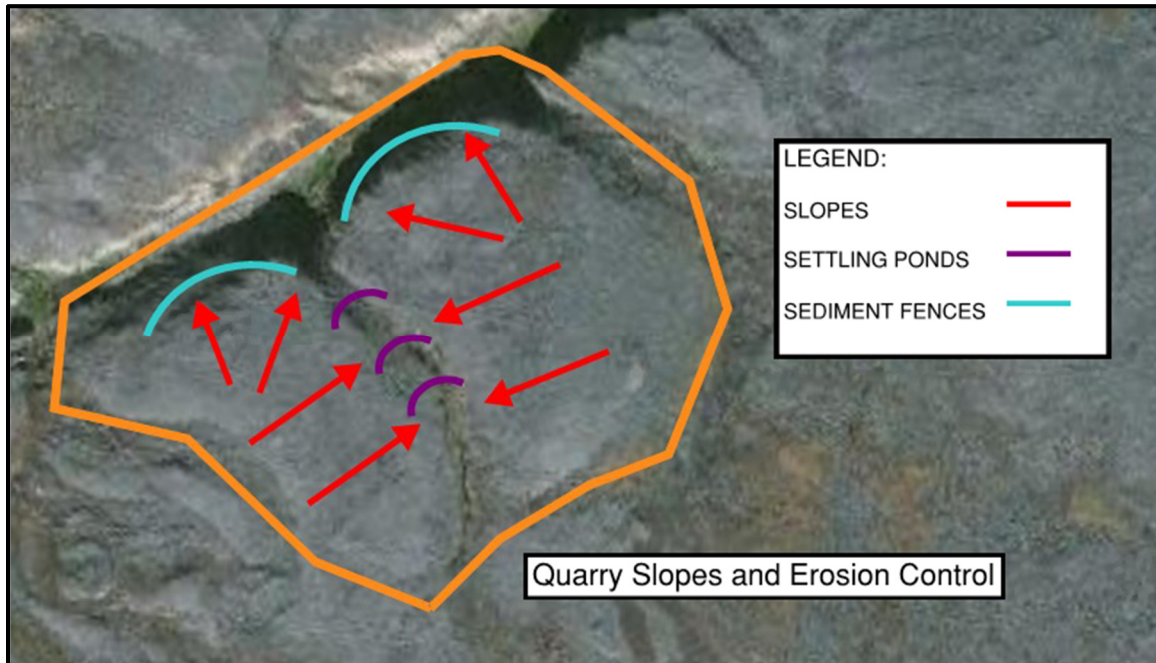 LEGEND:
SLOPES
SETTLING PONDS
SEDIMENT FENCES
Quarry Slopes and Erosion Control